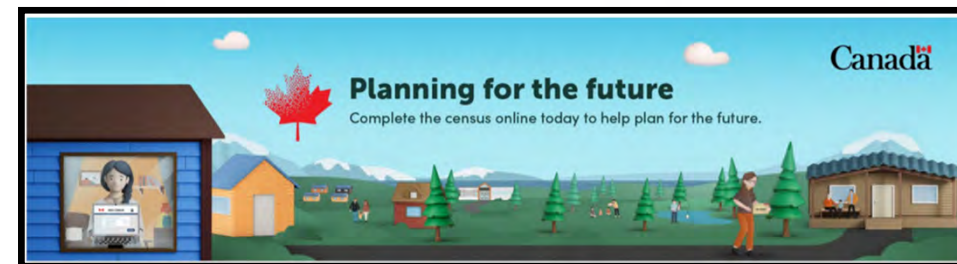 Canada
Planning for the future
Complete the census online today to help plan for the future.